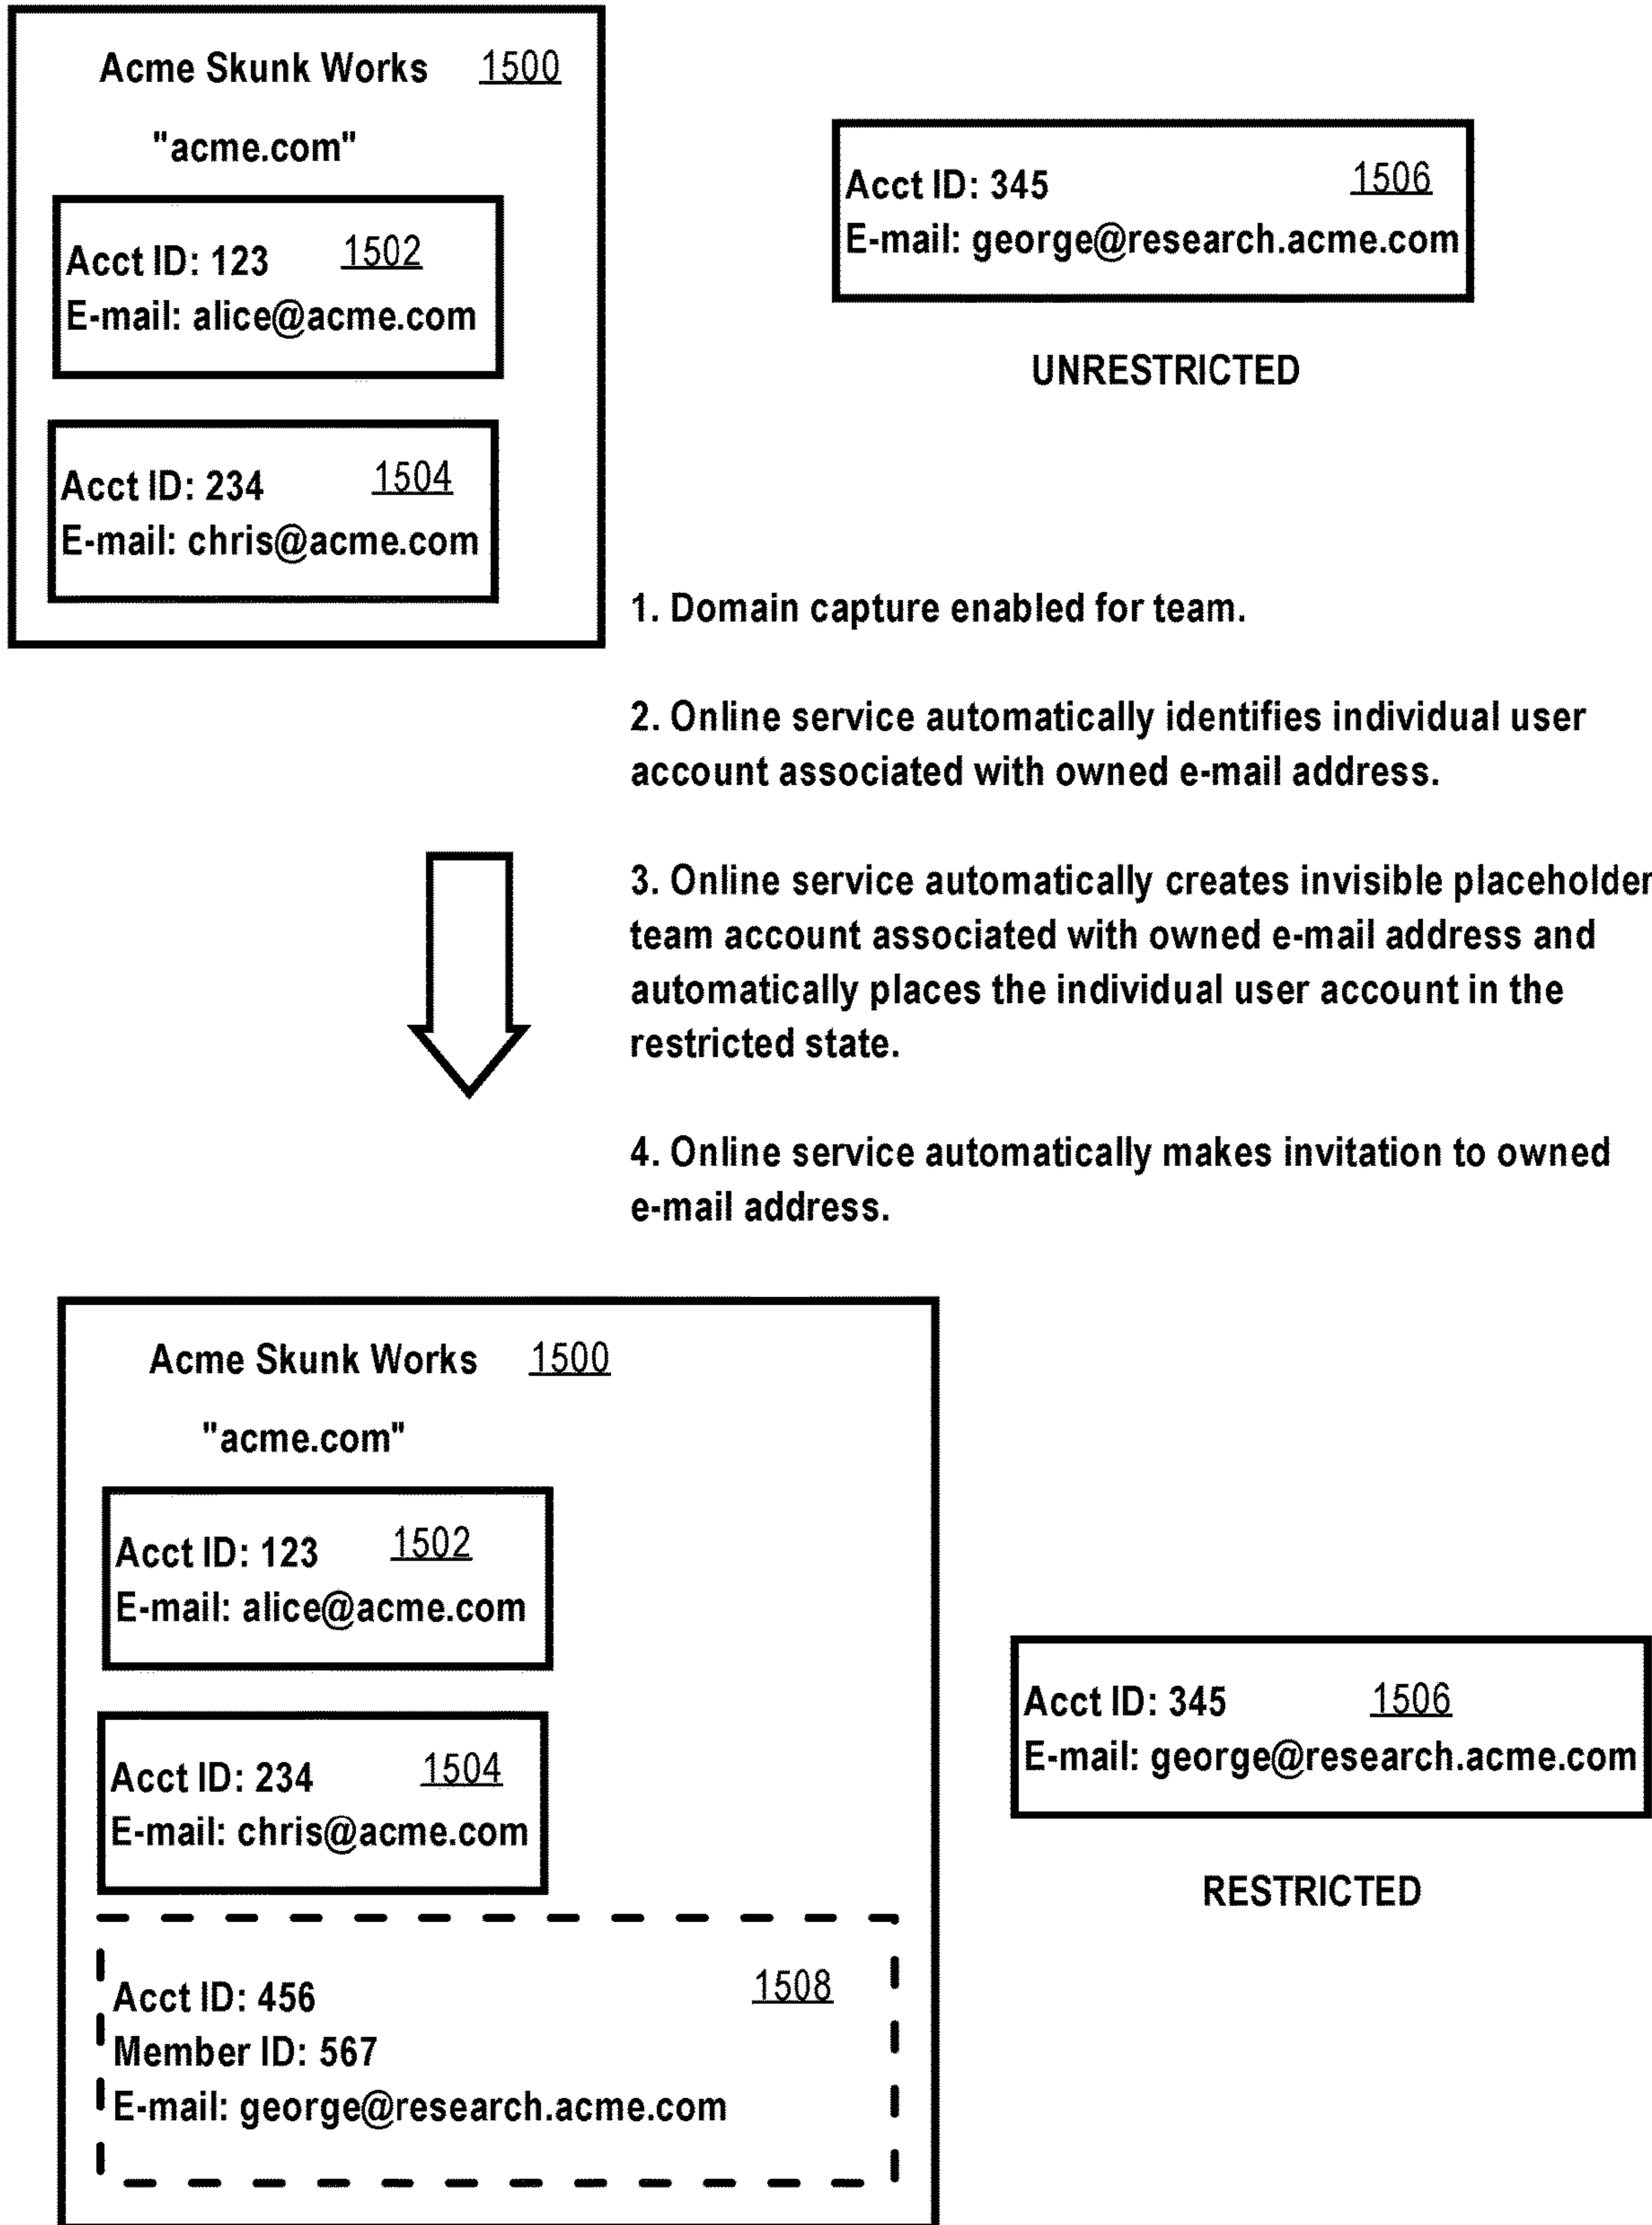 Acme Skunk Works 1500
"acme.com"
Acct ID: 123 1502
E-mail: alice@acme.com
Acct ID: 234 1504
E-mail: chris@acme.com
Acct ID: 345 1506
E-mail: george@research.acme.com
UNRESTRICTED
1. Domain capture enabled for team.
2. Online service automatically identifies individual user
account associated with owned e-mail address.
3. Online service automatically creates invisible placeholder
team account associated with owned e-mail address and
automatically places the individual user account in the
restricted state.
4. Online service automatically makes invitation to owned
e-mail address.
Acme Skunk Works 1500
"acme.com"
Acct ID: 123 1502
E-mail: alice@acme.com
Acct ID: 234 1504
E-mail: chris@acme.com
Acct ID: 456 1508
Member ID: 567
E-mail: george@research.acme.com
Acct ID: 345 1506
E-mail: george@research.acme.com
RESTRICTED